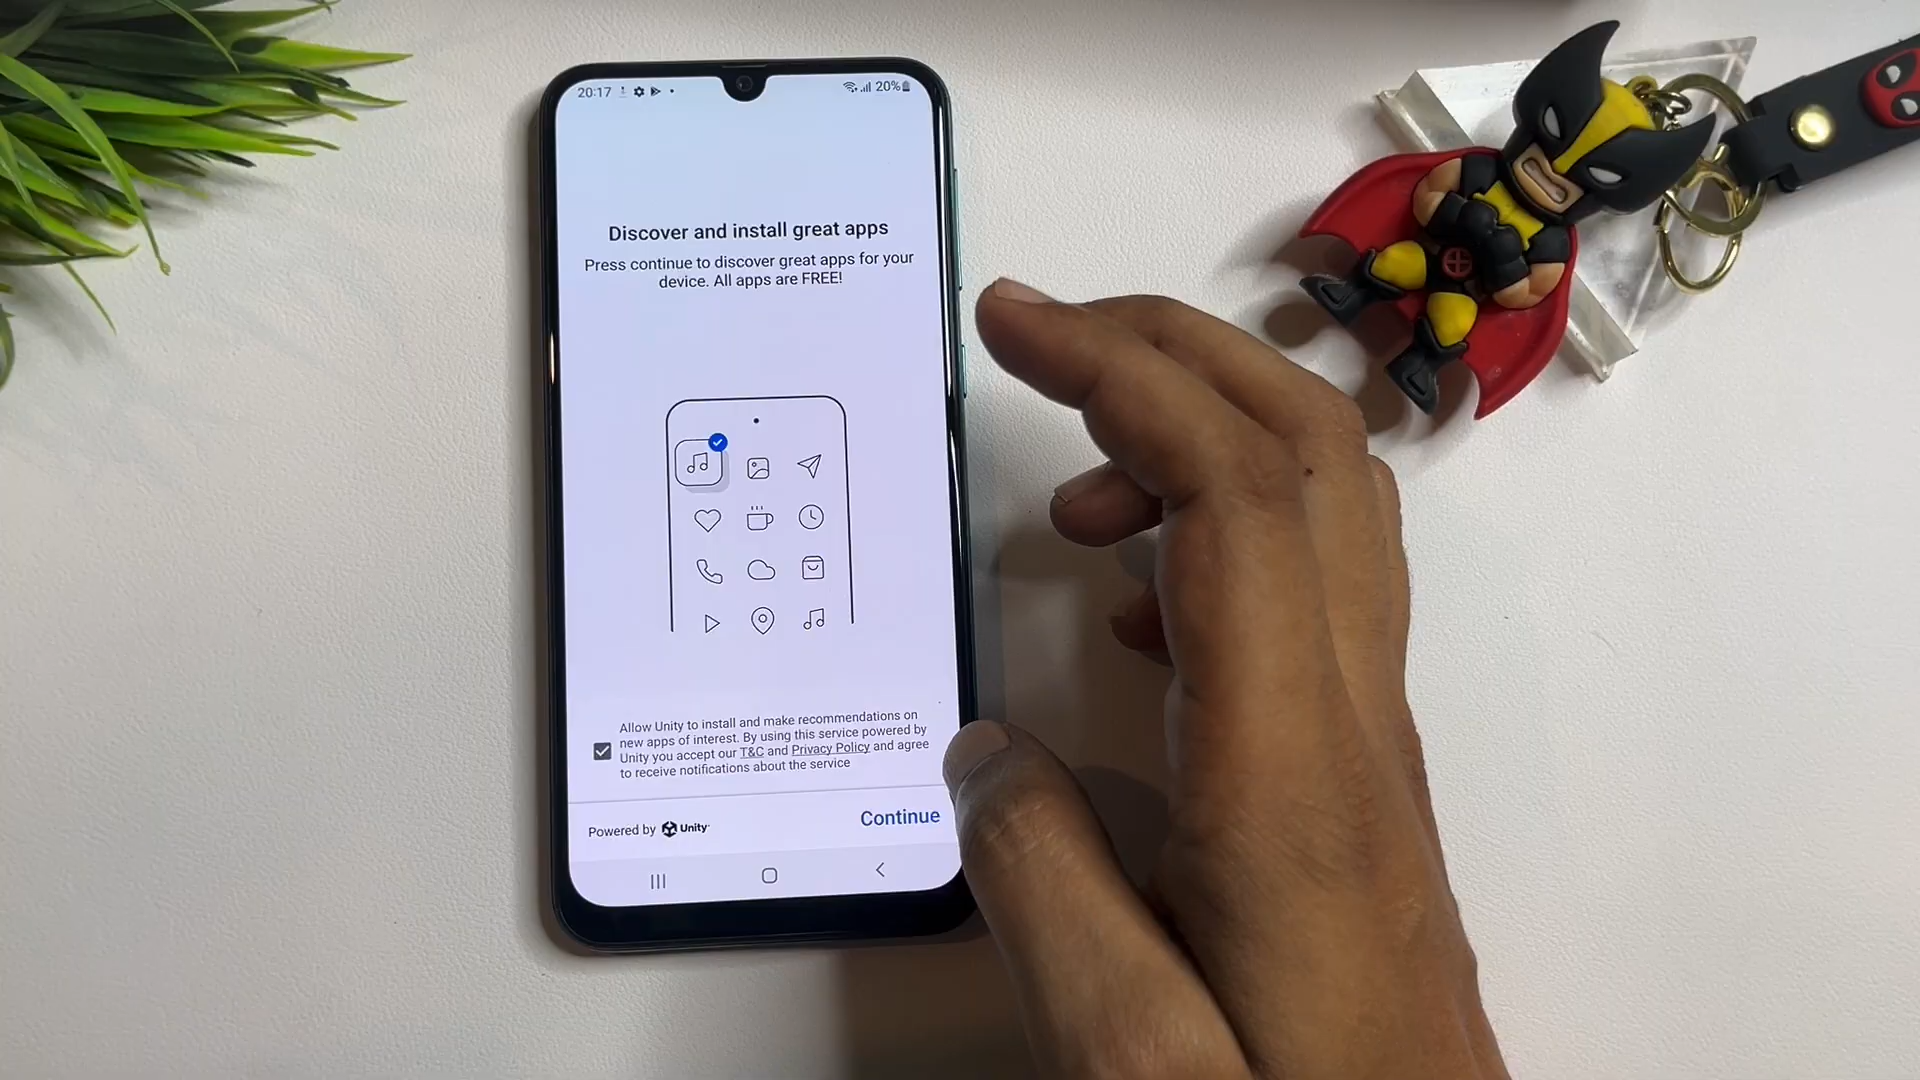 20:17
20%
Discover and install great apps
Press continue to discover great apps for your
device. All apps are FREE!
Allow Unity to install and make recommendations on
new apps of interest. By using this service powered by
Unity you accept our T&C and Privacy Policy and agree
to receive notifications about the service
Powered by Unity
Continue